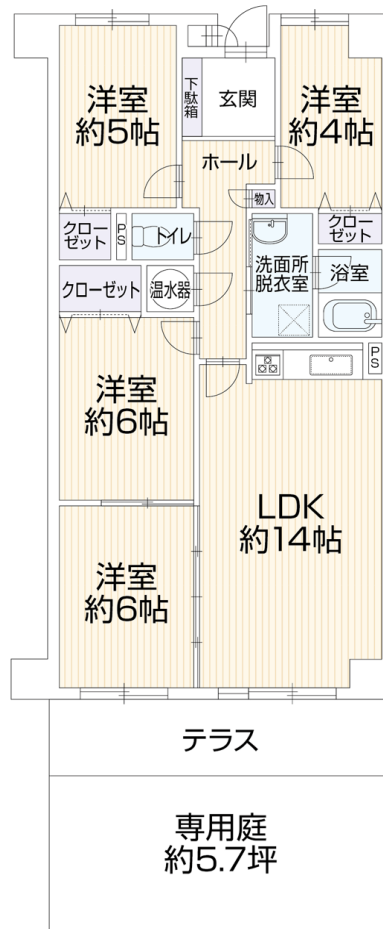 洋室
約5帖
下駄箱
玄関
洋室
約4帖
ホール
物入
クロー
ゼット
PS
トイレ
洗面所
脱衣室
クロー
ゼット
浴室
クローゼット
温水器
PS
洋室
約6帖
LDK
約14帖
洋室
約6帖
テラス
専用庭
約5.7坪